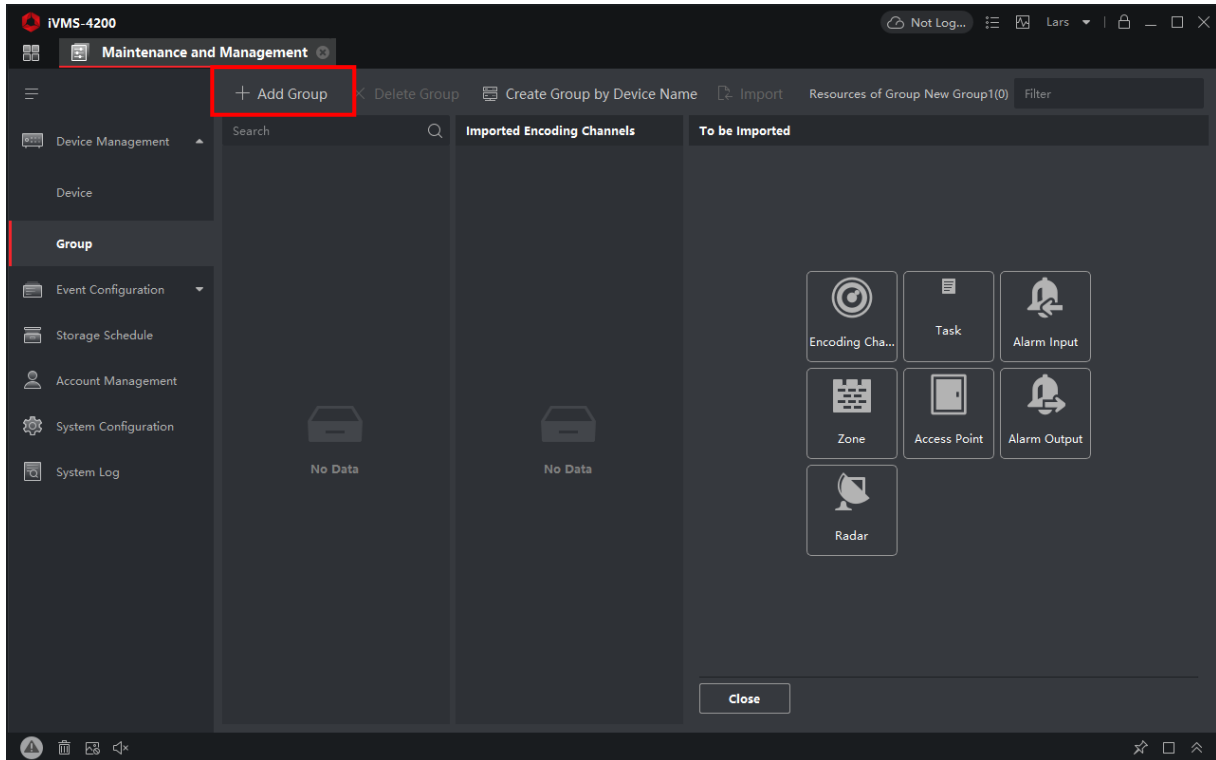 iVMS-4200
Not Log...
Lars
Maintenance and Management
+ Add Group
Delete Group
Create Group by Device Name
Import
Resources of Group New Group1(0)
Filter
Search
Imported Encoding Channels
To be Imported
Device Management
Device
Group
Event Configuration
Storage Schedule
Account Management
System Configuration
System Log
No Data
No Data
Encoding Cha...
Task
Alarm Input
Zone
Access Point
Alarm Output
Radar
Close